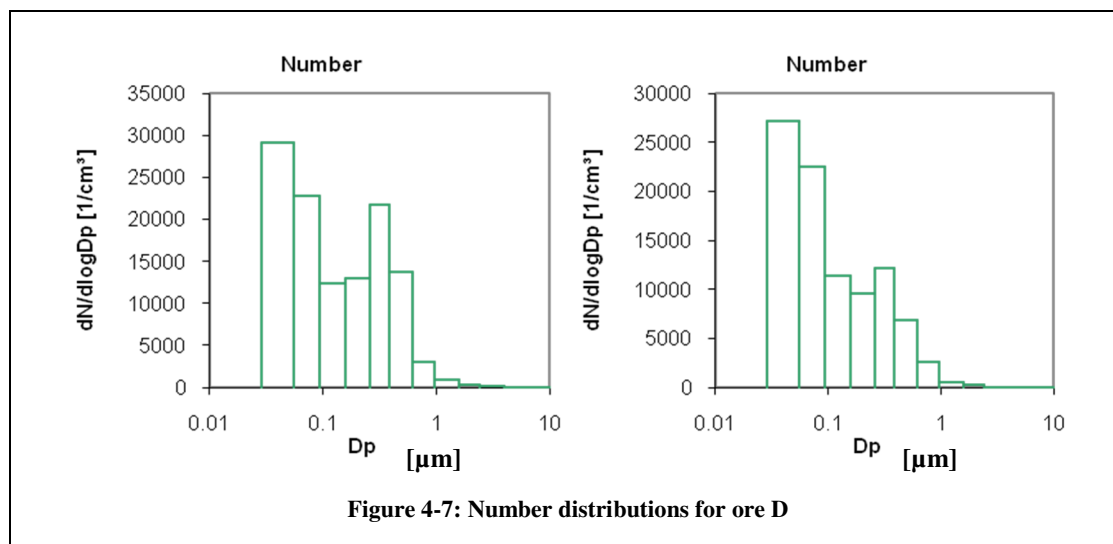 Number
35000
30000
25000
20000
15000
10000
5000
0
dN/dlogDp [1/cm³]
0.01 0.1 1 10
Dp [µm]
Number
30000
25000
20000
15000
10000
5000
0
dN/dlogDp [1/cm³]
0.01 0.1 1 10
Dp [µm]
Figure 4-7: Number distributions for ore D